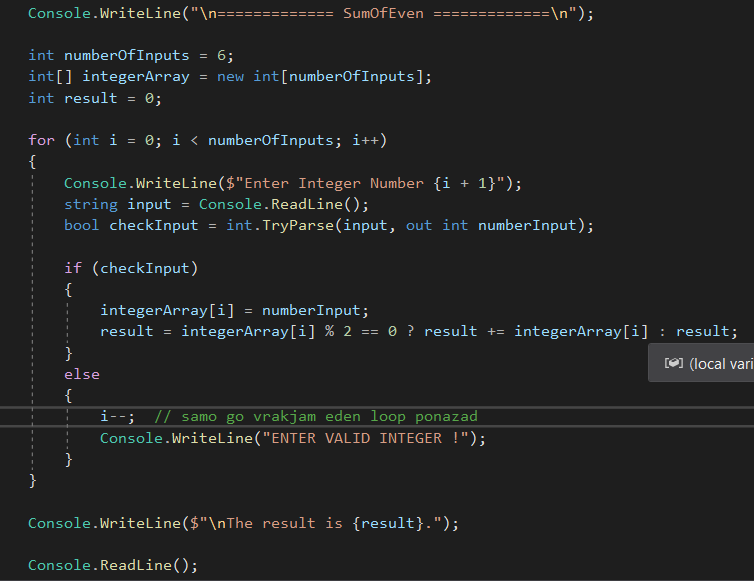 Console.WriteLine("\n============= SumOfEven =============\n");
int numberOfInputs = 6;
int[] integerArray = new int[numberOfInputs];
int result = 0;
for (int i = 0; i < numberOfInputs; i++)
{
Console.WriteLine($"Enter Integer Number {i + 1}");
string input = Console.ReadLine();
bool checkInput = int.TryParse(input, out int numberInput);
if (checkInput)
{
integerArray[i] = numberInput;
result = integerArray[i] % 2 == 0 ? result += integerArray[i] : result;
}
(local vari
else
{
i--; // samo go vrakjam eden loop ponazad
Console.WriteLine("ENTER VALID INTEGER !");
}
}
Console.WriteLine($"\nThe result is {result}.");
Console.ReadLine();